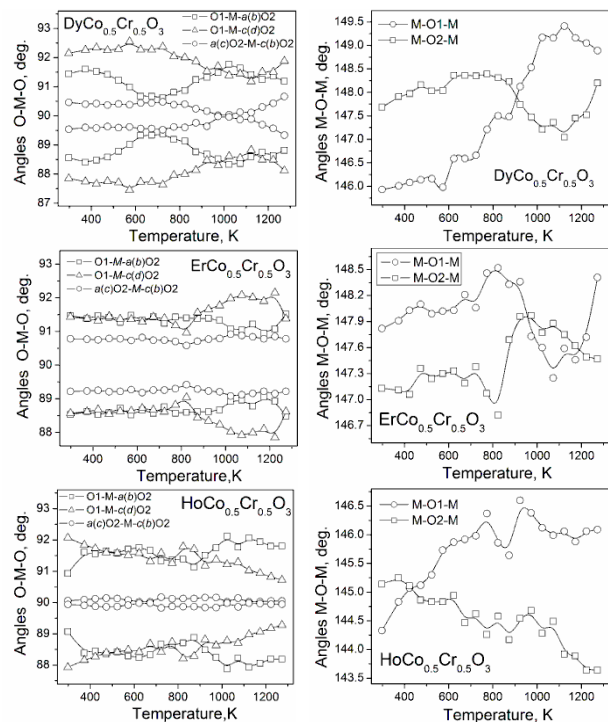 DyCo0.5Cr0.5O3
O1-M-a(b)O2
O1-M-c(d)O2
a(c)O2-M-c(b)O2
Angles O-M-O, deg.
93
92
91
90
89
88
87
400 600 800 1000 1200
Temperature, K
M-O1-M
M-O2-M
Angles M-O-M, deg.
149.5
149.0
148.5
148.0
147.5
147.0
146.5
146.0
DyCo0.5Cr0.5O3
400 600 800 1000 1200
Temperature, K
ErCo0.5Cr0.5O3
O1-M-a(b)O2
O1-M-c(d)O2
a(c)O2-M-c(b)O2
Angles O-M-O, deg.
93
92
91
90
89
88
400 600 800 1000 1200
Temperature,K
M-O1-M
M-O2-M
Angles M-O-M, deg.
148.5
148.2
147.9
147.6
147.3
147.0
146.7
ErCo0.5Cr0.5O3
400 600 800 1000 1200
Temperature,K
HoCo0.5Cr0.5O3
O1-M-a(b)O2
O1-M-c(d)O2
a(c)O2-M-c(b)O2
Angles O-M-O, deg.
93
92
91
90
89
88
400 600 800 1000 1200
Temperature,K
M-O1-M
M-O2-M
Angles M-O-M, deg.
146.5
146.0
145.5
145.0
144.5
144.0
143.5
HoCo0.5Cr0.5O3
400 600 800 1000 1200
Temperature,K